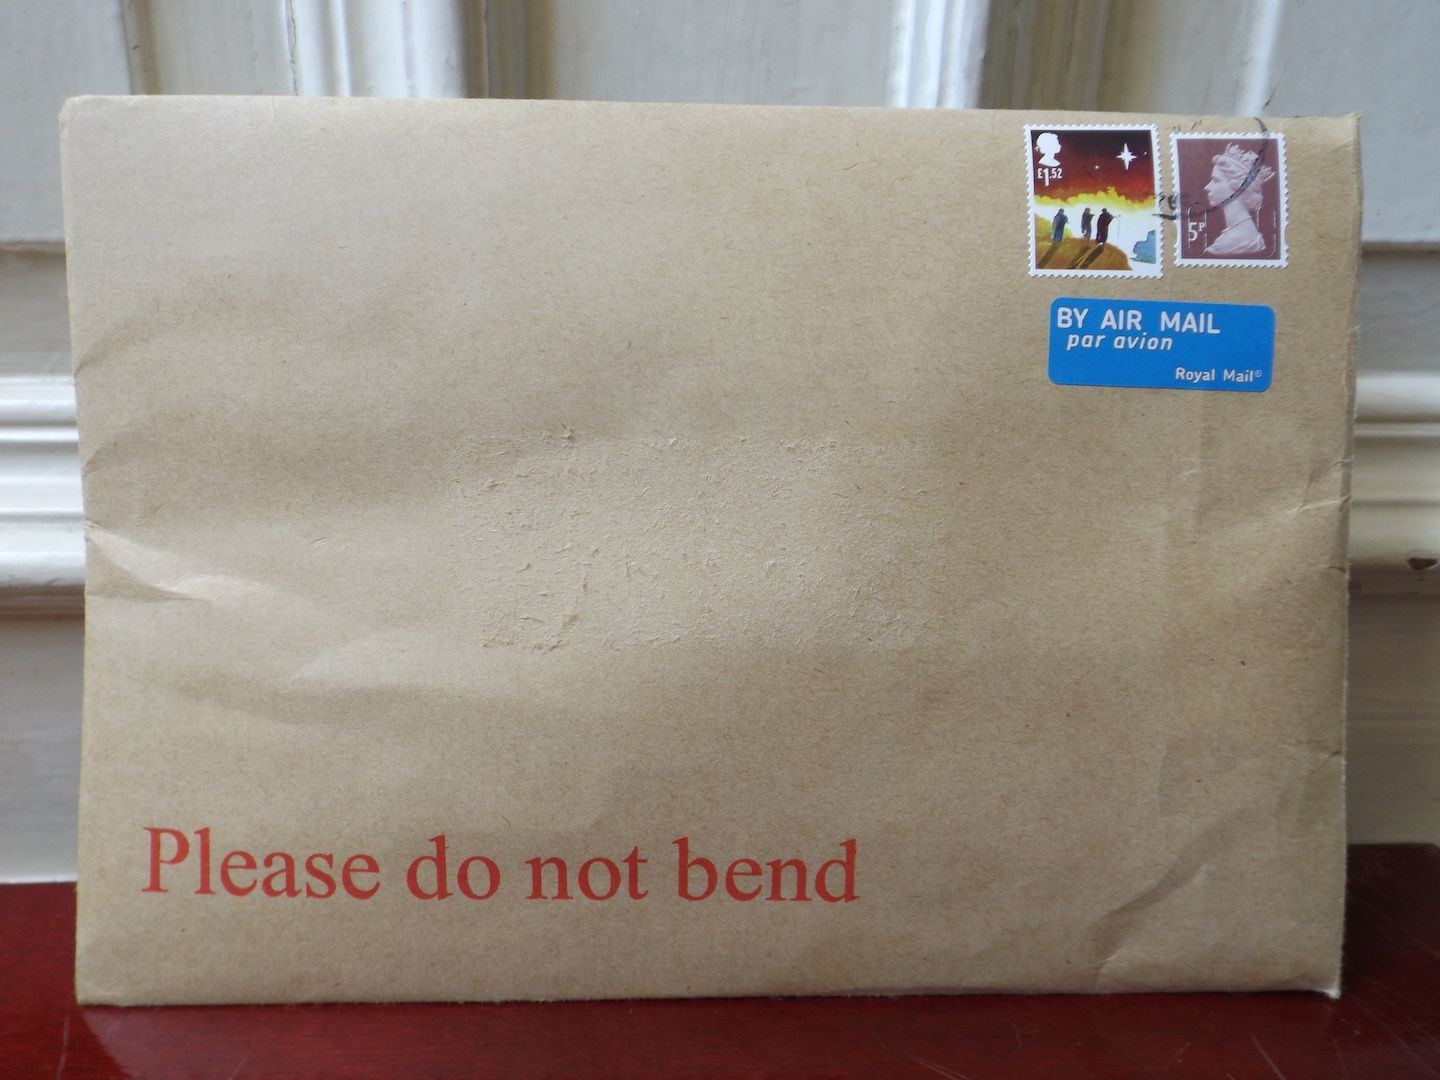 £1.52
5P
BY AIR MAIL
par avion
Royal Mail®
Please do not bend